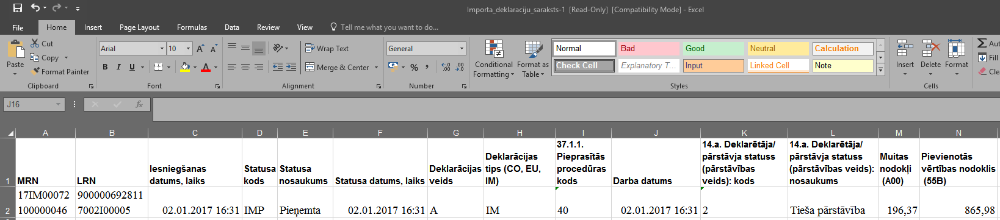 Importa_deklaraciju_saraksts-1 [Read-Only] [Compatibility Mode] - Excel
File Home Insert Page Layout Formulas Data Review View Tell me what you want to do...
Paste
Cut
Copy
Format Painter
Clipboard
Arial 10 A A
B I U A
Font
Wrap Text
Merge & Center
Alignment
General
% , ,0 ,00 ,00 ,0
Number
Conditional Formatting
Format as Table
Normal Bad Good Neutral Calculation
Check Cell Explanatory T... Input Linked Cell Note
Styles
Insert Delete Format
Cells
Aut
Fill
Clea
J16 fx
A B C D E F G H I J K L M N
1
MRN
LRN
Iesniegšanas
datums, laiks
Statusa
kods
Statusa
nosaukums
Statusa datums, laiks
Deklarācijas
veids
Deklarācijas
tips (CO, EU,
IM)
37.1.1.
Pieprasītās
procedūras
kods
Darba datums
14.a. Deklarētāja/
pārstāvja statuss
(pārstāvības
veids): kods
14.a. Deklarētāja/
pārstāvja statuss
(pārstāvības veids):
nosaukums
Muitas
nodokļi
(A00)
Pievienotās
vērtības nodoklis
(55B)
17IM00072 900000692811
2 100000046 7002I00005 02.01.2017 16:31 IMP Pieņemta 02.01.2017 16:31 A IM 40 02.01.2017 16:31 2 Tieša pārstāvība 196,37 865,98